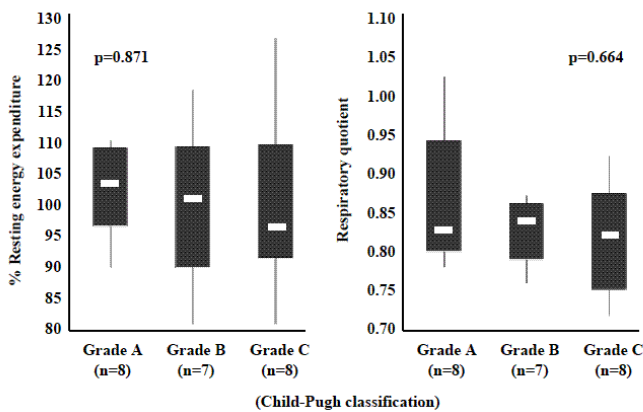 % Resting energy expenditure
130
125
120
115
110
105
100
95
90
85
80
p=0.871
Grade A
(n=8)
Grade B
(n=7)
Grade C
(n=8)
Respiratory quotient
1.10
1.05
1.00
0.95
0.90
0.85
0.80
0.75
0.70
p=0.664
Grade A
(n=8)
Grade B
(n=7)
Grade C
(n=8)
(Child-Pugh classification)